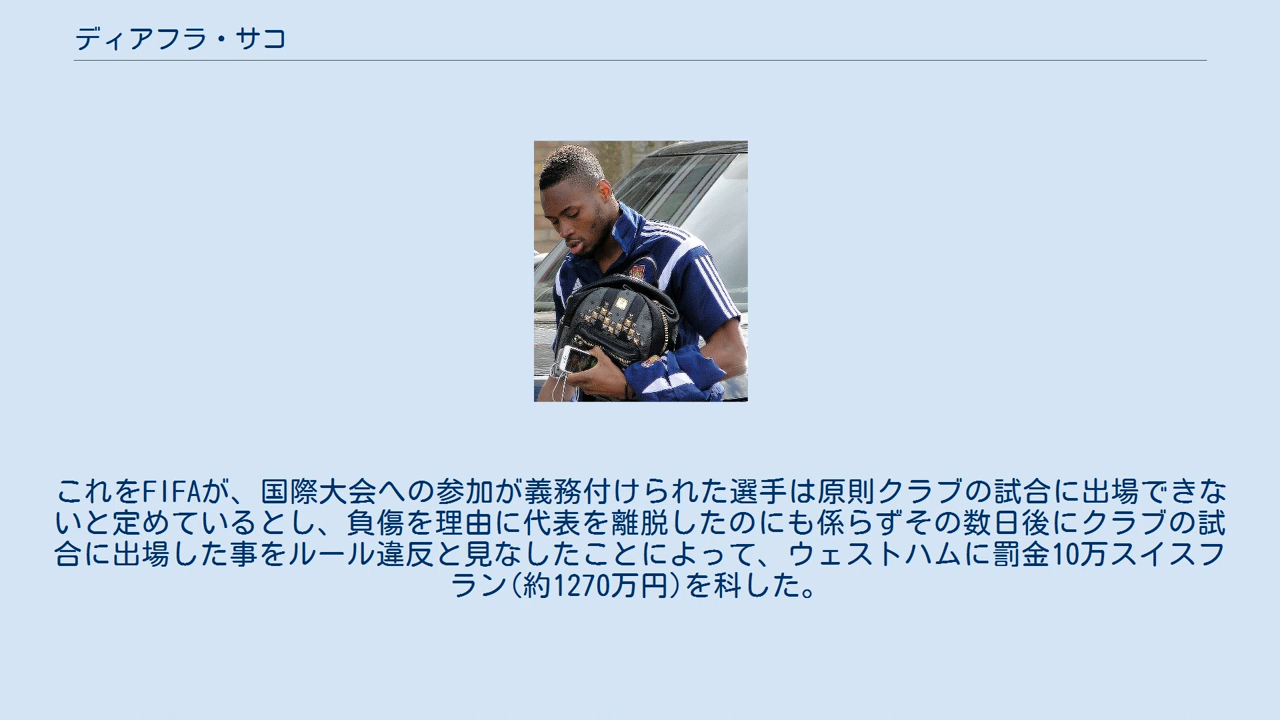 ディアフラ・サコ
これをFIFAが、国際大会への参加が義務付けられた選手は原則クラブの試合に出場できな
いと定めているとし、負傷を理由に代表を離脱したのにも係らずその数日後にクラブの試
合に出場した事をルール違反と見なしたことによって、ウェストハムに罰金10万スイスフ
ラン(約1270万円)を科した。